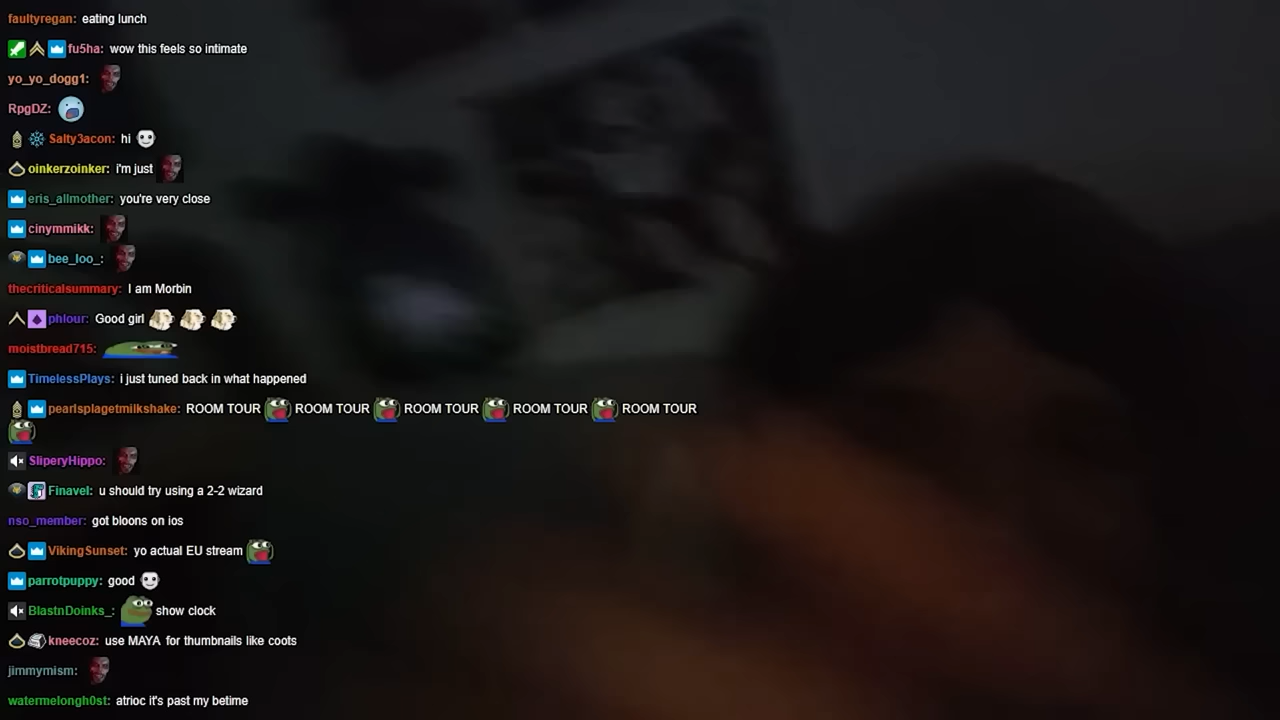 faultyregan: eating lunch
fu5ha: wow this feels so intimate
yo_yo_dogg1:
RpgDZ:
Salty3acon: hi
oinkerzoinker: i'm just
eris_allmother: you're very close
cinymmikk:
bee_loo_:
thecriticalsummary: I am Morbin
phlour: Good girl
moistbread715:
TimelessPlays: i just tuned back in what happened
pearlsplagetmilkshake: ROOM TOUR ROOM TOUR ROOM TOUR ROOM TOUR ROOM TOUR
SliperyHippo:
Finavel: u should try using a 2-2 wizard
nso_member: got bloons on ios
VikingSunset: yo actual EU stream
parrotpuppy: good
BlastnDoinks_: show clock
kneecoz: use MAYA for thumbnails like coots
jimmymism:
watermelongh0st: atrioc it's past my betime